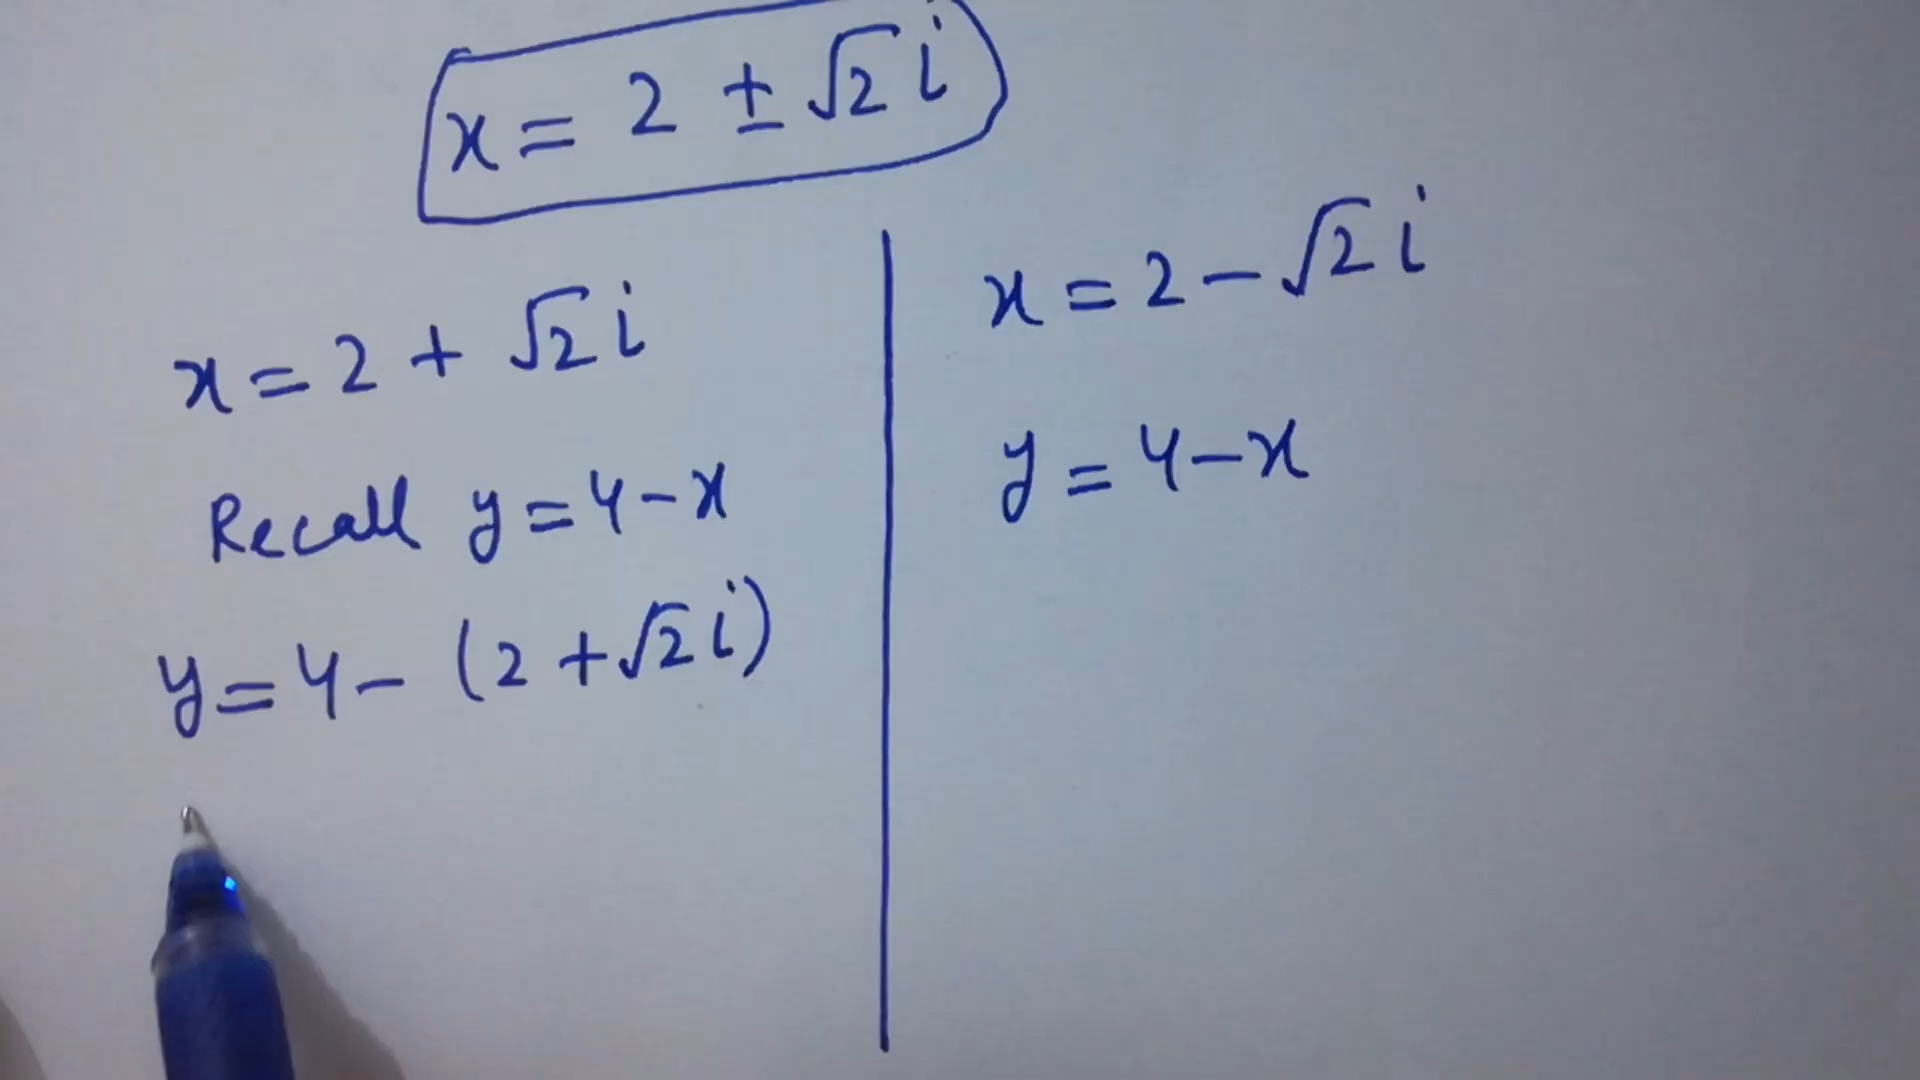 x = 2 ± √2 i
x = 2 + √2 i
Recall y = 4 - x
y = 4 - (2 + √2 i)
x = 2 - √2 i
y = 4 - x